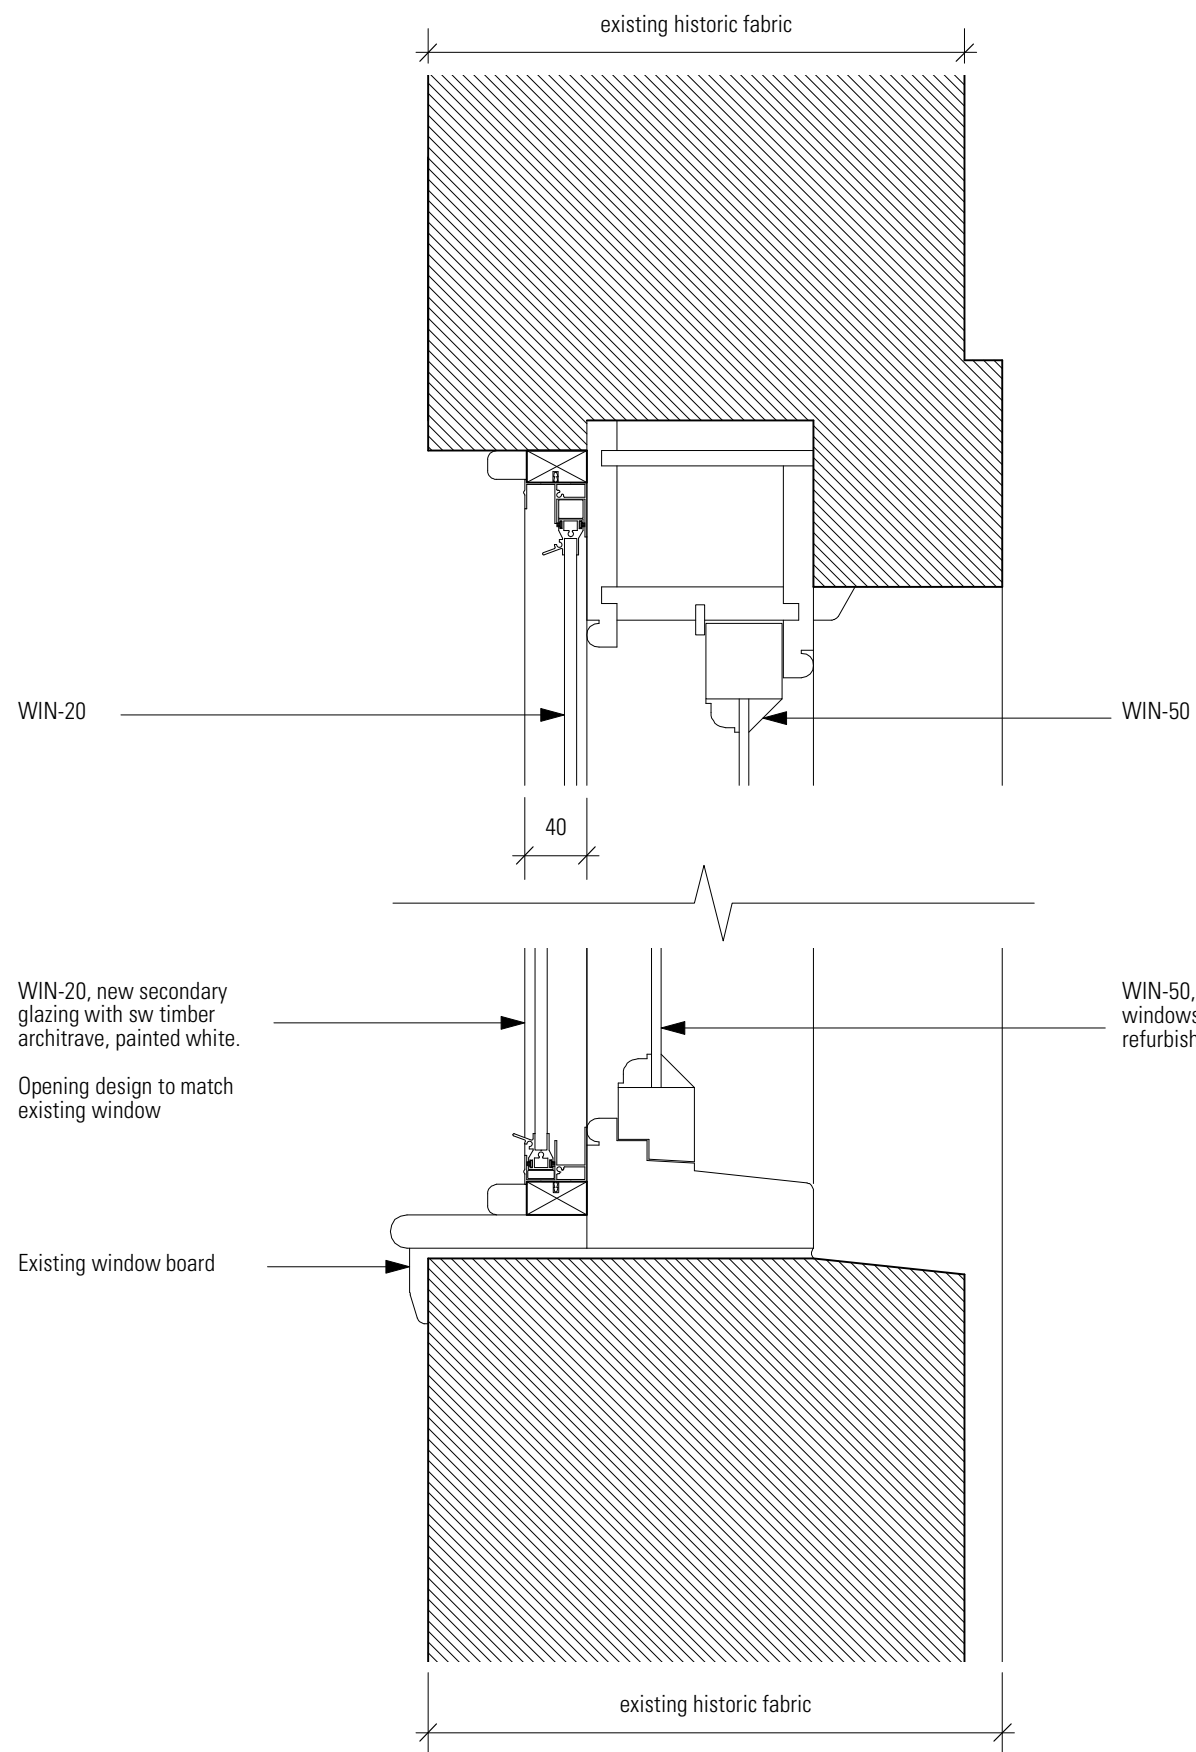 existing historic fabric
WIN-20
WIN-50
40
WIN-20, new secondary
glazing with sw timber
architrave, painted white.
Opening design to match
existing window
WIN-50,
windows
refurbish
Existing window board
existing historic fabric